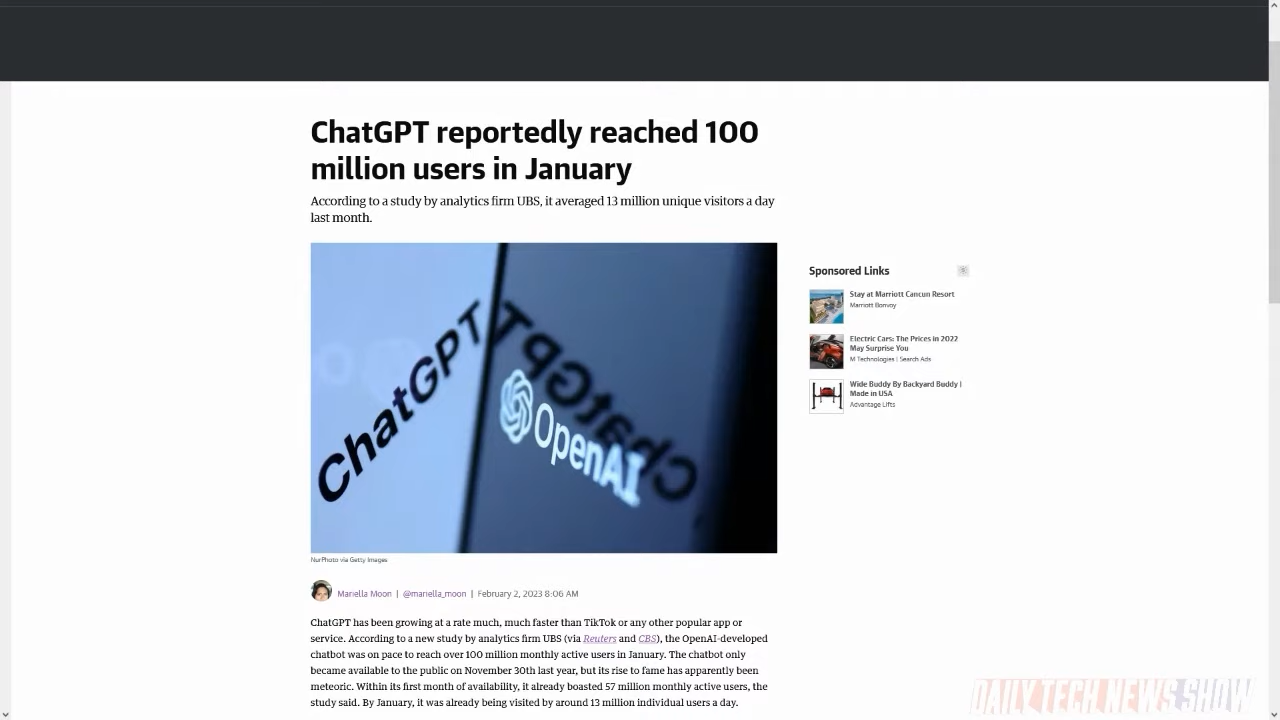 ChatGPT reportedly reached 100
million users in January
According to a study by analytics firm UBS, it averaged 13 million unique visitors a day
last month.
ChatGPT
ChatGPT
OpenAI
Sponsored Links
Stay at Marriott Cancun Resort
Marriott Bonvoy
Electric Cars: The Prices in 2022
May Surprise You
M Technologies | Search Ads
Wide Buddy By Backyard Buddy |
Made in USA
Advantage Lifts
NurPhoto via Getty Images
Mariella Moon | @mariella_moon | February 2, 2023 8:06 AM
ChatGPT has been growing at a rate much, much faster than TikTok or any other popular app or
service. According to a new study by analytics firm UBS (via Reuters and CBS), the OpenAI-developed
chatbot was on pace to reach over 100 million monthly active users in January. The chatbot only
became available to the public on November 30th last year, but its rise to fame has apparently been
meteoric. Within its first month of availability, it already boasted 57 million monthly active users, the
study said. By January, it was already being visited by around 13 million individual users a day.
DAILY TECH NEWS SHOW